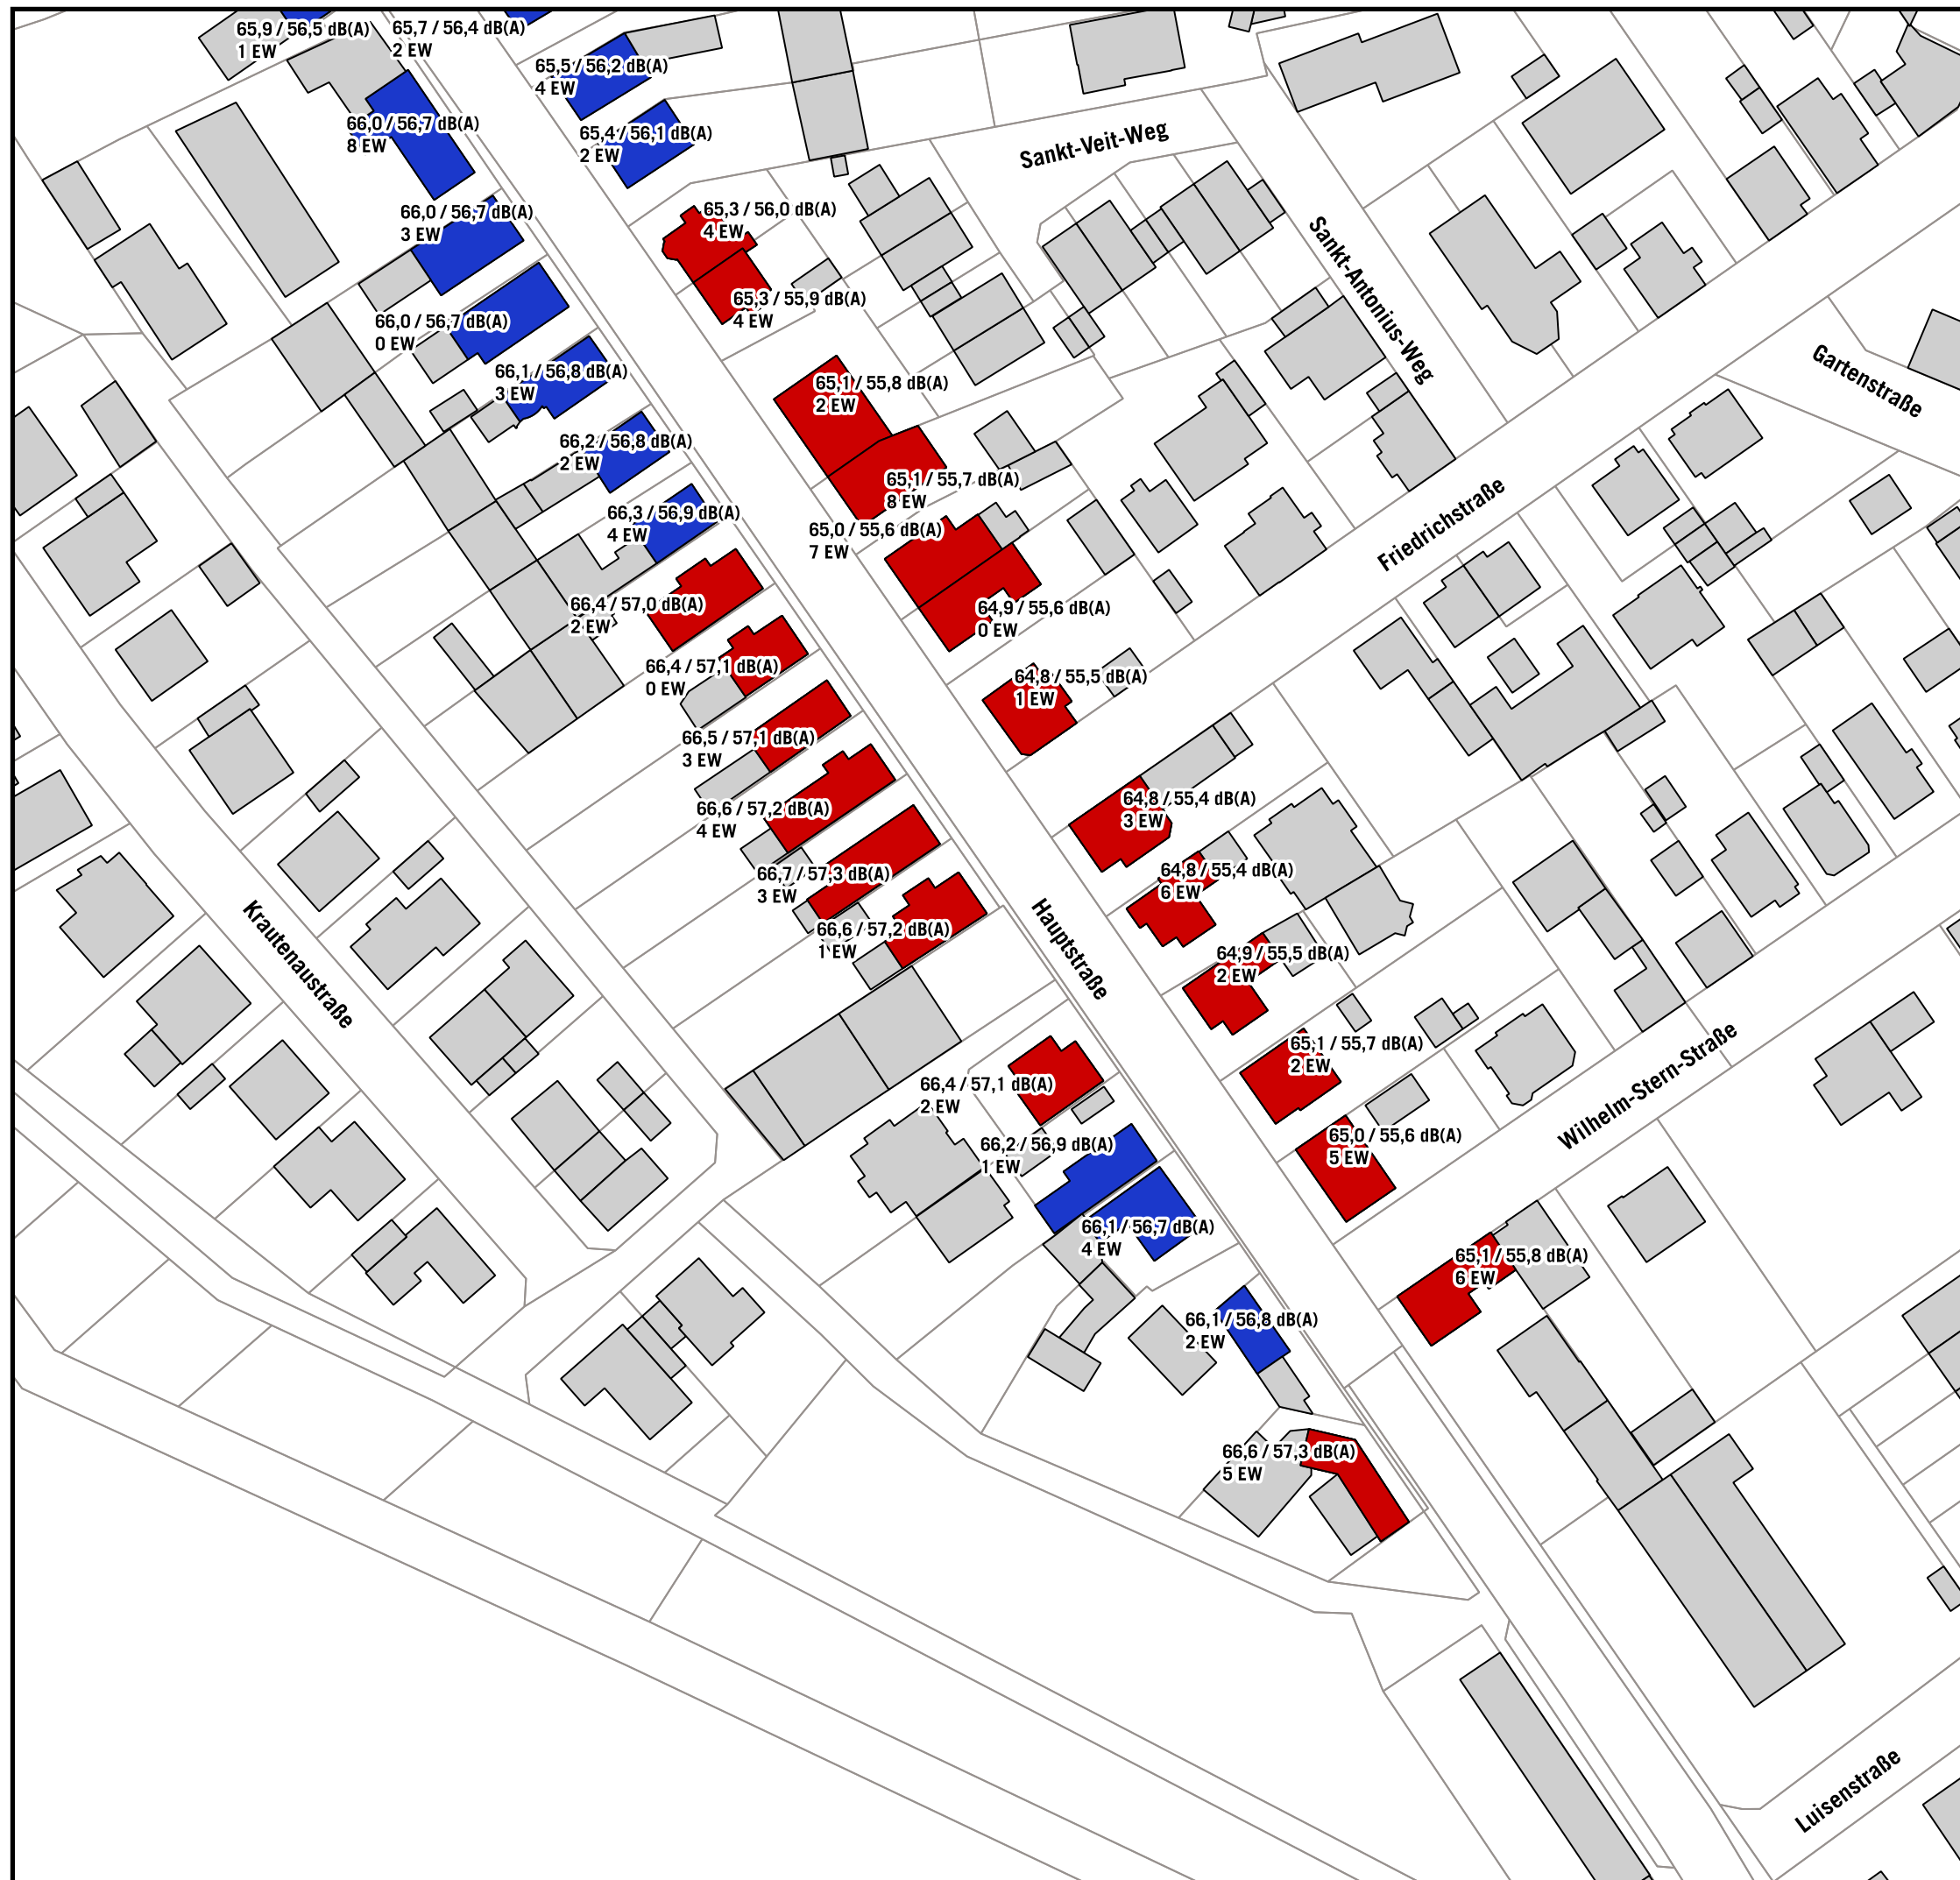 65,9 / 56,5 dB(A)
1 EW
65,7 / 56,4 dB(A)
2 EW
65,5 / 56,2 dB(A)
4 EW
66,0 / 56,7 dB(A)
8 EW
65,4 / 56,1 dB(A)
2 EW
Sankt-Veit-Weg
66,0 / 56,7 dB(A)
3 EW
65,3 / 56,0 dB(A)
4 EW
Sankt-Antonius-Weg
65,3 / 55,9 dB(A)
4 EW
66,0 / 56,7 dB(A)
0 EW
Gartenstraße
66,1 / 56,8 dB(A)
3 EW
65,1 / 55,8 dB(A)
2 EW
66,2 / 56,8 dB(A)
2 EW
65,1 / 55,7 dB(A)
8 EW
66,3 / 56,9 dB(A)
4 EW
65,0 / 55,6 dB(A)
7 EW
Friedrichstraße
66,4 / 57,0 dB(A)
2 EW
64,9 / 55,6 dB(A)
0 EW
66,4 / 57,1 dB(A)
0 EW
64,8 / 55,5 dB(A)
1 EW
66,5 / 57,1 dB(A)
3 EW
66,6 / 57,2 dB(A)
4 EW
64,8 / 55,4 dB(A)
3 EW
66,7 / 57,3 dB(A)
3 EW
64,8 / 55,4 dB(A)
6 EW
66,6 / 57,2 dB(A)
1 EW
Hauptstraße
64,9 / 55,5 dB(A)
2 EW
Krautenaustraße
65,1 / 55,7 dB(A)
2 EW
66,4 / 57,1 dB(A)
2 EW
Wilhelm-Stern-Straße
66,2 / 56,9 dB(A)
1 EW
65,0 / 55,6 dB(A)
5 EW
66,1 / 56,7 dB(A)
4 EW
65,1 / 55,8 dB(A)
6 EW
66,1 / 56,8 dB(A)
2 EW
66,6 / 57,3 dB(A)
5 EW
Luisenstraße